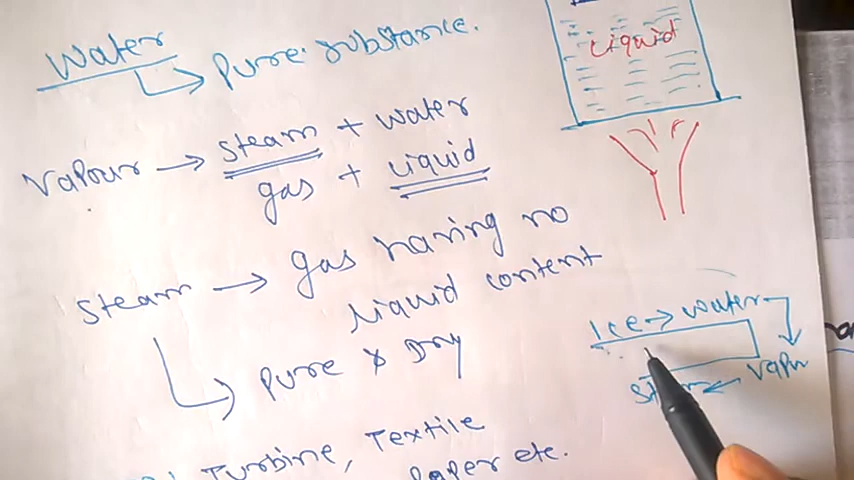 Water
→ Pure substance.
Liquid
Vapour → steam + water
gas + liquid
Steam → gas having no
liquid content
→ Pure & Dry
Ice → water
Vapur
Turbine, Textile
Paper etc.